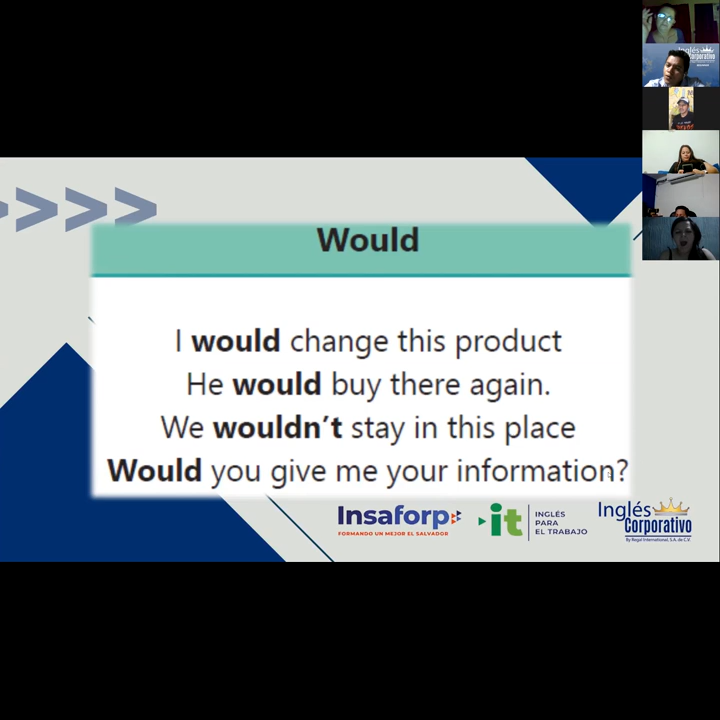 Would
I would change this product
He would buy there again.
We wouldn't stay in this place
Would you give me your information?
Insaforp
FORMANDO UN MEJOR EL SALVADOR
it
INGLÉS
PARA
EL TRABAJO
Inglés
Corporativo
By Regal International, S.A. de C.V.